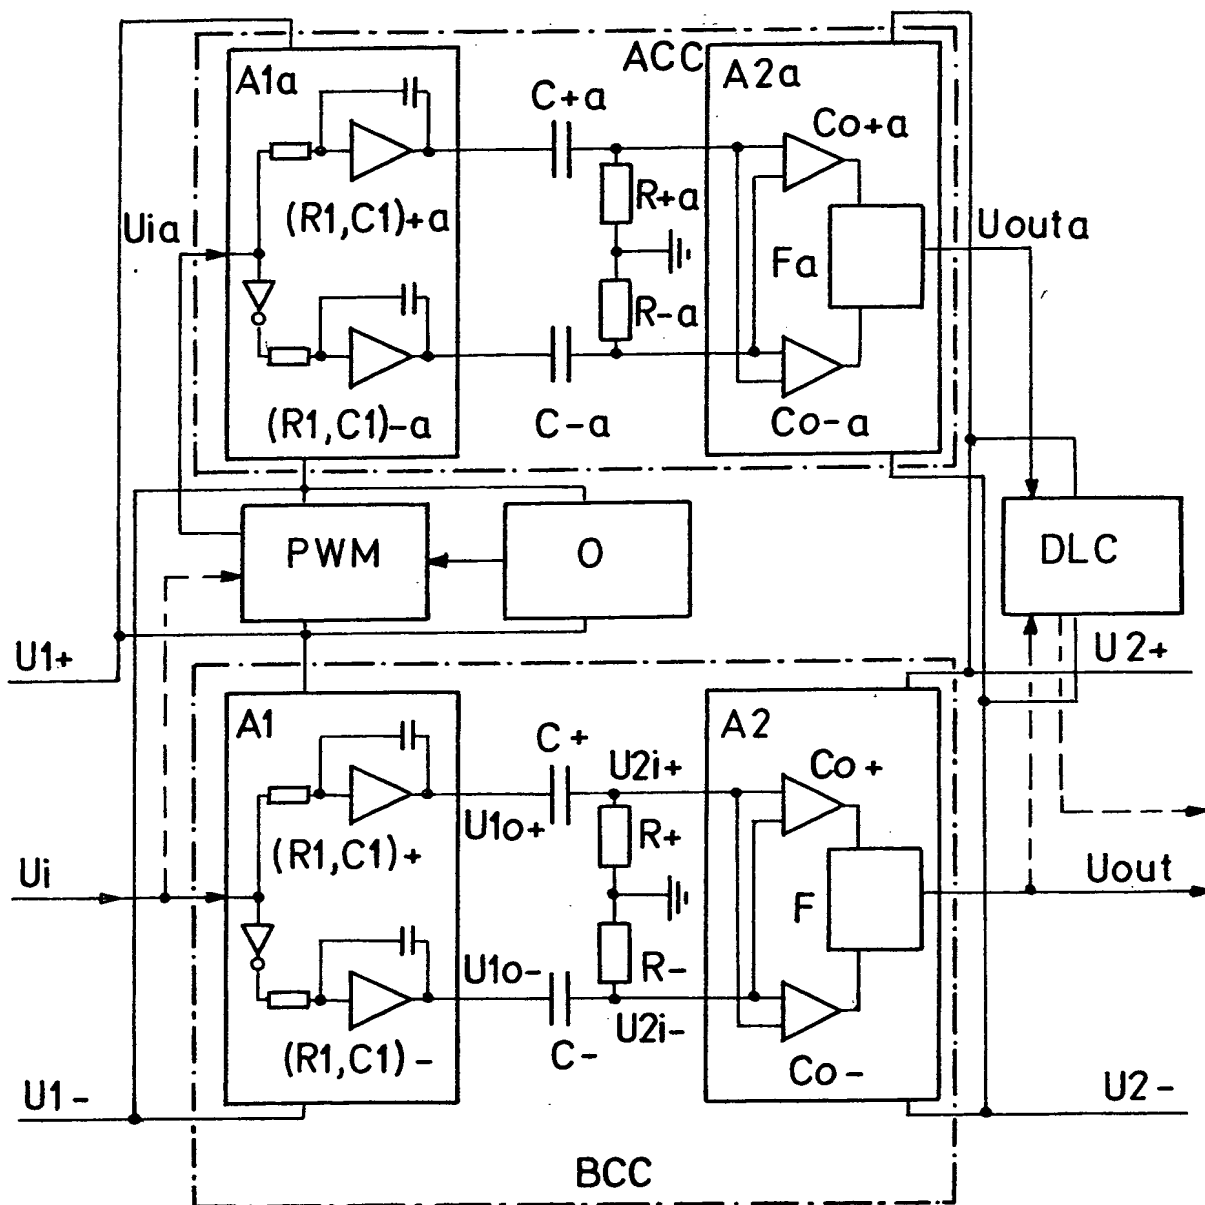 ACC
A1a
A2a
C+a
Co+a
R+a
(R1,C1)+a
Uia
Uouta
Fa
R-a
(R1,C1)-a
C-a
Co-a
PWM
O
DLC
U1+
U2+
A1
A2
C+
U2i+
Co+
U1o+
R+
(R1,C1)+
Ui
Uout
F
U1o-
R-
U2i-
(R1,C1)-
C-
Co-
U1-
U2-
BCC